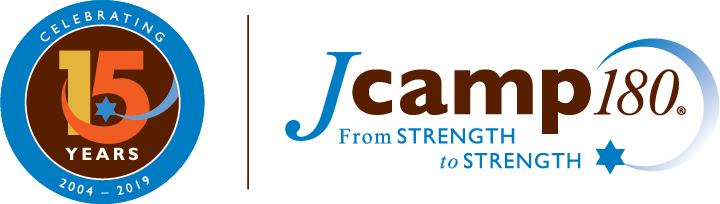 CELEBRATING
15
YEARS
2004 – 2019
Jcamp180®
From STRENGTH
to STRENGTH